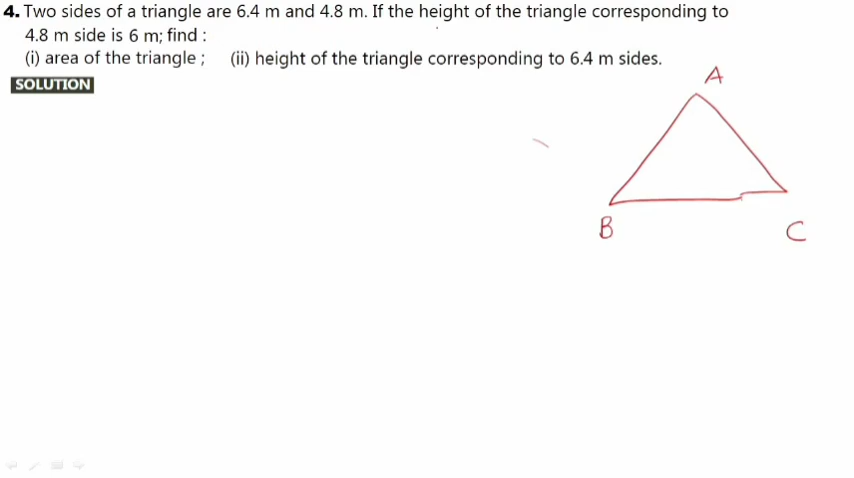 4. Two sides of a triangle are 6.4 m and 4.8 m. If the height of the triangle corresponding to
4.8 m side is 6 m; find :
(i) area of the triangle ; (ii) height of the triangle corresponding to 6.4 m sides.
SOLUTION
A
B
C